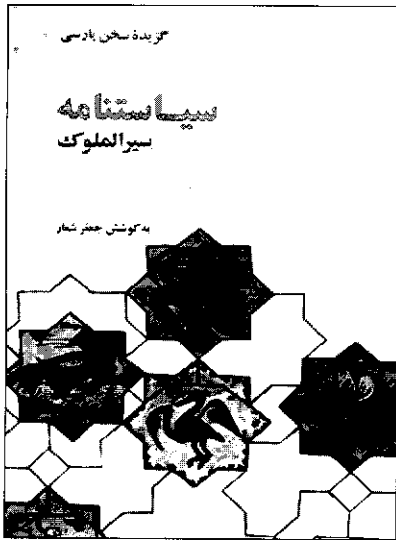 گزیدهٔ سخن پارسی
سیاستنامه
سیرالملوک
به کوشش جعفر شعار